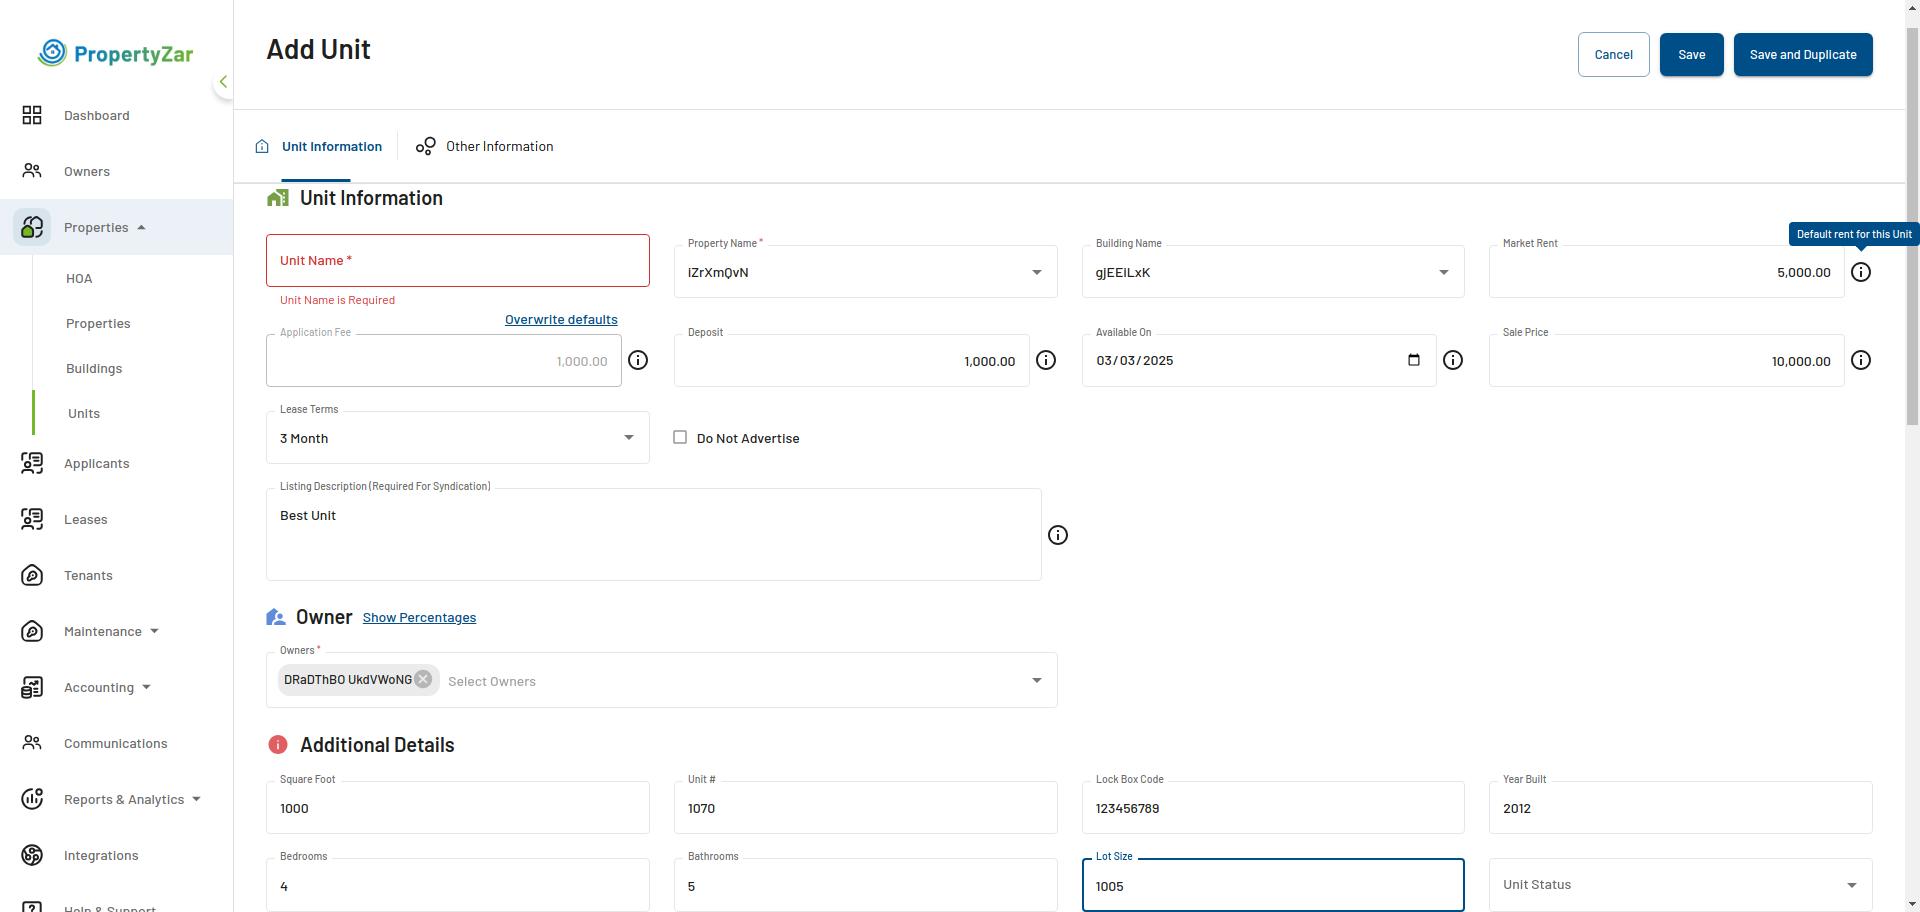 PropertyZar
Dashboard
Owners
Properties
HOA
Properties
Buildings
Units
Applicants
Leases
Tenants
Maintenance
Accounting
Communications
Reports & Analytics
Integrations
Help & Support
Add Unit
Cancel
Save
Save and Duplicate
Unit Information
Other Information
Unit Information
Unit Name *
Unit Name is Required
Property Name *
iZrXmQvN
Building Name
Default rent for this Unit
Market Rent
5,000.00
Overwrite defaults
Application Fee
1,000.00
Deposit
1,000.00
Available On
03/03/2025
Sale Price
10,000.00
Lease Terms
3 Month
Do Not Advertise
Listing Description (Required For Syndication)
Best Unit
Owner
Show Percentages
Owners *
Select Owners
Additional Details
Square Foot
1000
Unit #
1070
Lock Box Code
123456789
Year Built
2012
Bedrooms
4
Bathrooms
5
Lot Size
1005
Unit Status